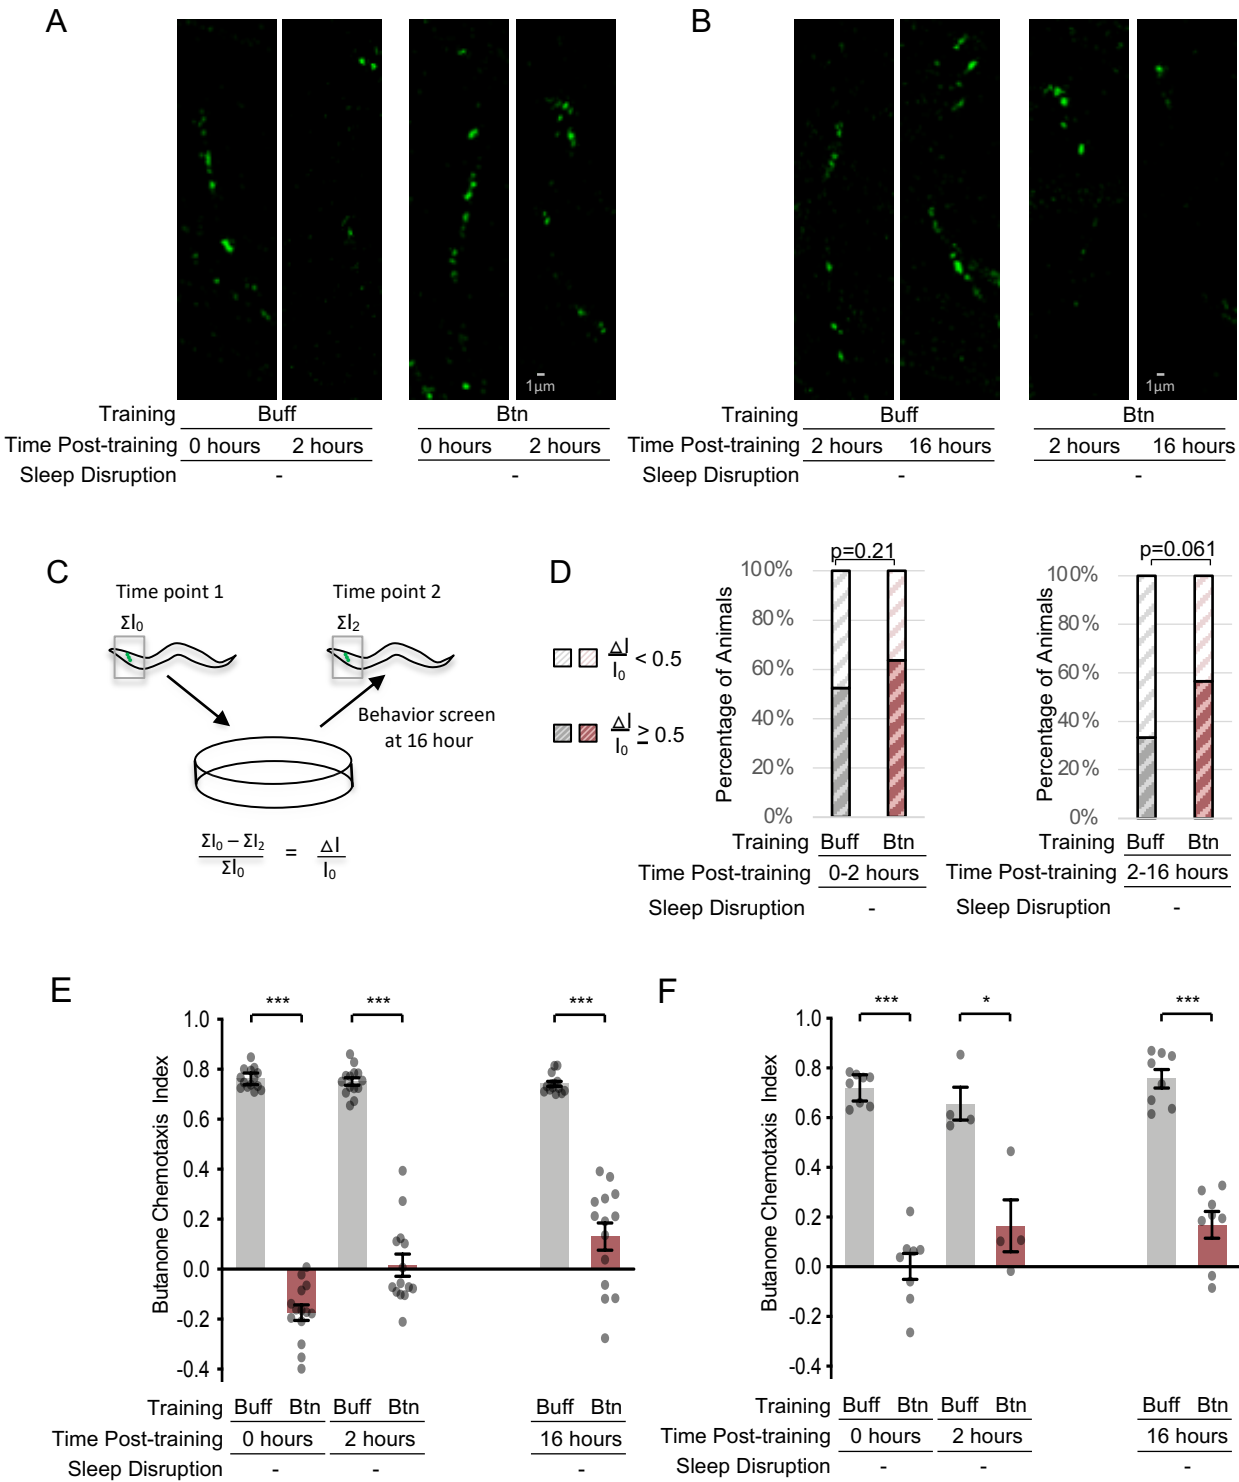 A
B
1μm
1μm
Training Buff Btn
Time Post-training 0 hours 2 hours 0 hours 2 hours
Sleep Disruption - -
Training Buff Btn
Time Post-training 2 hours 16 hours 2 hours 16 hours
Sleep Disruption - -
C
Time point 1
Time point 2
ΣI0
ΣI2
Behavior screen
at 16 hour
ΣI0 – ΣI2
ΣI0
=
ΔI
I0
D
ΔI
I0
< 0.5
ΔI
I0
≥ 0.5
p=0.21
Percentage of Animals
100%
80%
60%
40%
20%
0%
Training Buff Btn
Time Post-training 0-2 hours
Sleep Disruption -
p=0.061
Percentage of Animals
100%
80%
60%
40%
20%
0%
Training Buff Btn
Time Post-training 2-16 hours
Sleep Disruption -
E
*** *** ***
Butanone Chemotaxis Index
1.0
0.8
0.6
0.4
0.2
0.0
-0.2
-0.4
Training Buff Btn Buff Btn Buff Btn
Time Post-training 0 hours 2 hours 16 hours
Sleep Disruption - - -
F
*** * ***
Butanone Chemotaxis Index
1.0
0.8
0.6
0.4
0.2
0.0
-0.2
-0.4
Training Buff Btn Buff Btn Buff Btn
Time Post-training 0 hours 2 hours 16 hours
Sleep Disruption - - -